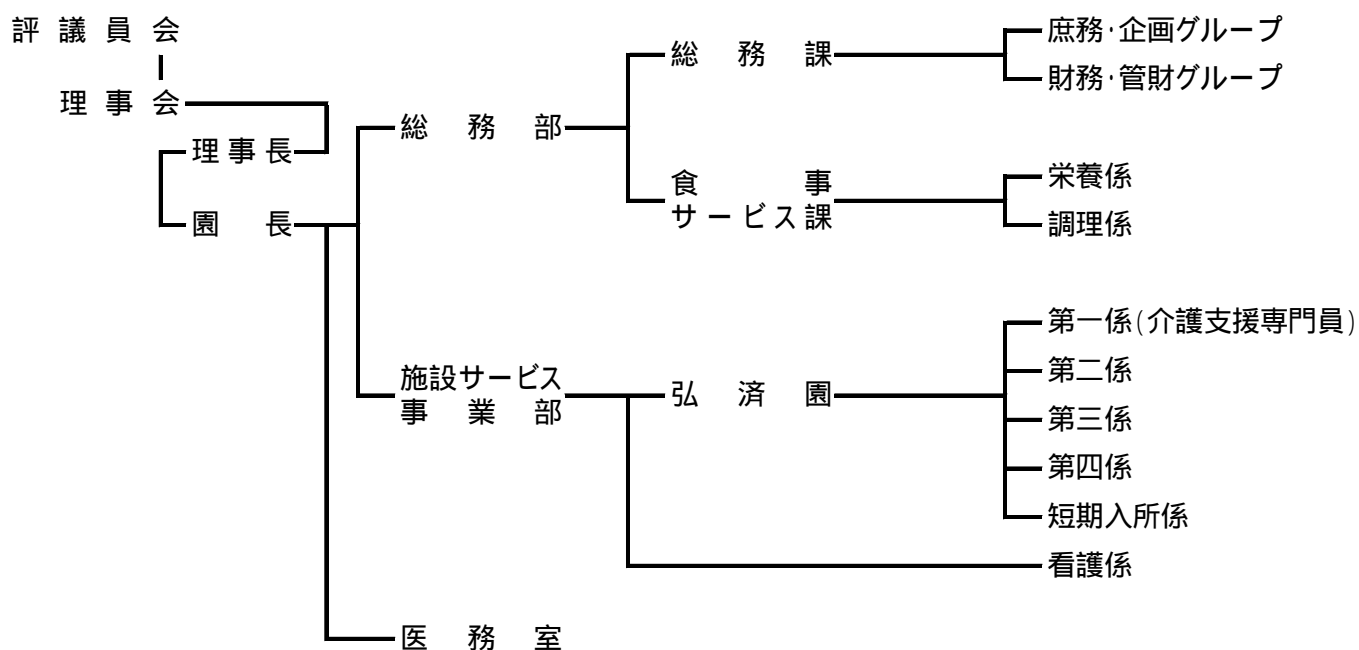 評議員会
理事会
理事長
園長
総務部
総務課
庶務・企画グループ
財務・管財グループ
食事
サービス課
栄養係
調理係
施設サービス
事業部
弘済園
第一係(介護支援専門員)
第二係
第三係
第四係
短期入所係
看護係
医務室